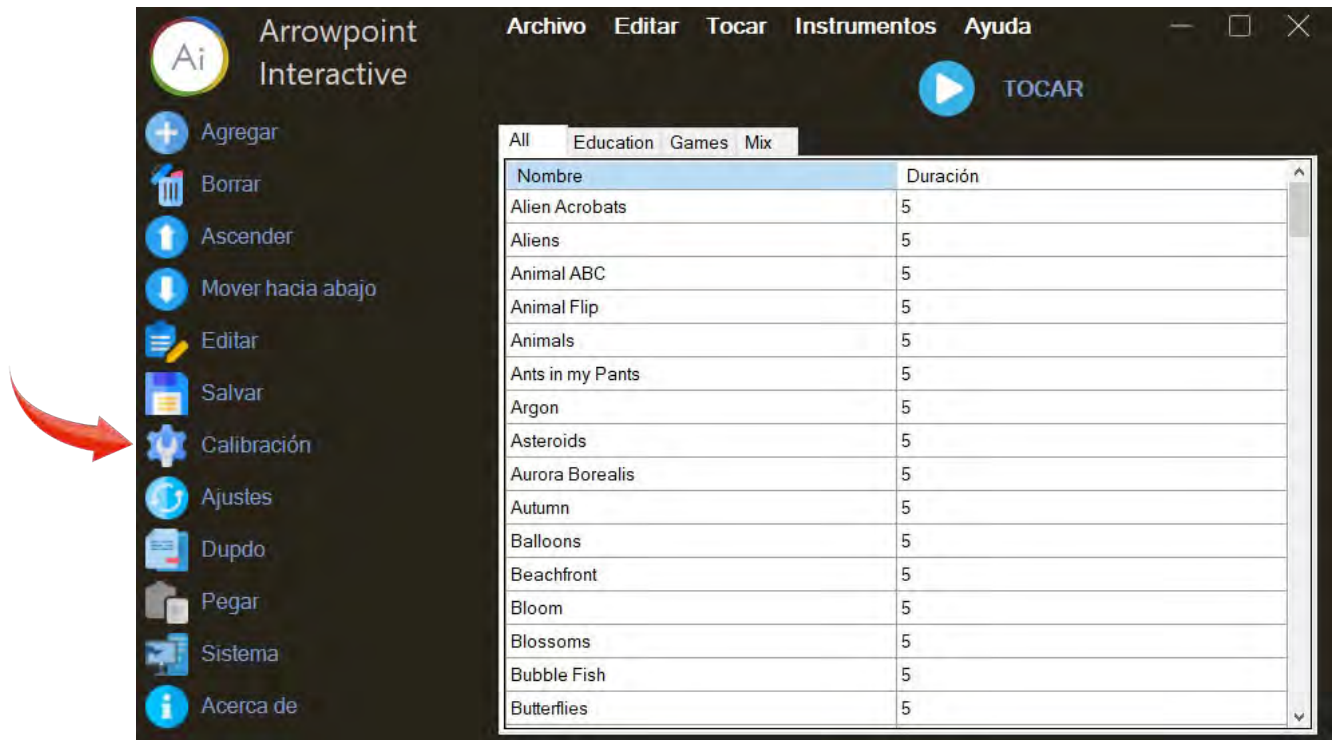 Ai
Arrowpoint
Interactive
Archivo Editar Tocar Instrumentos Ayuda
TOCAR
Agregar
Borrar
Ascender
Mover hacia abajo
Editar
Salvar
Calibración
Ajustes
Dupdo
Pegar
Sistema
Acerca de
All Education Games Mix
Nombre Duración
Alien Acrobats 5
Aliens 5
Animal ABC 5
Animal Flip 5
Animals 5
Ants in my Pants 5
Argon 5
Asteroids 5
Aurora Borealis 5
Autumn 5
Balloons 5
Beachfront 5
Bloom 5
Blossoms 5
Bubble Fish 5
Butterflies 5